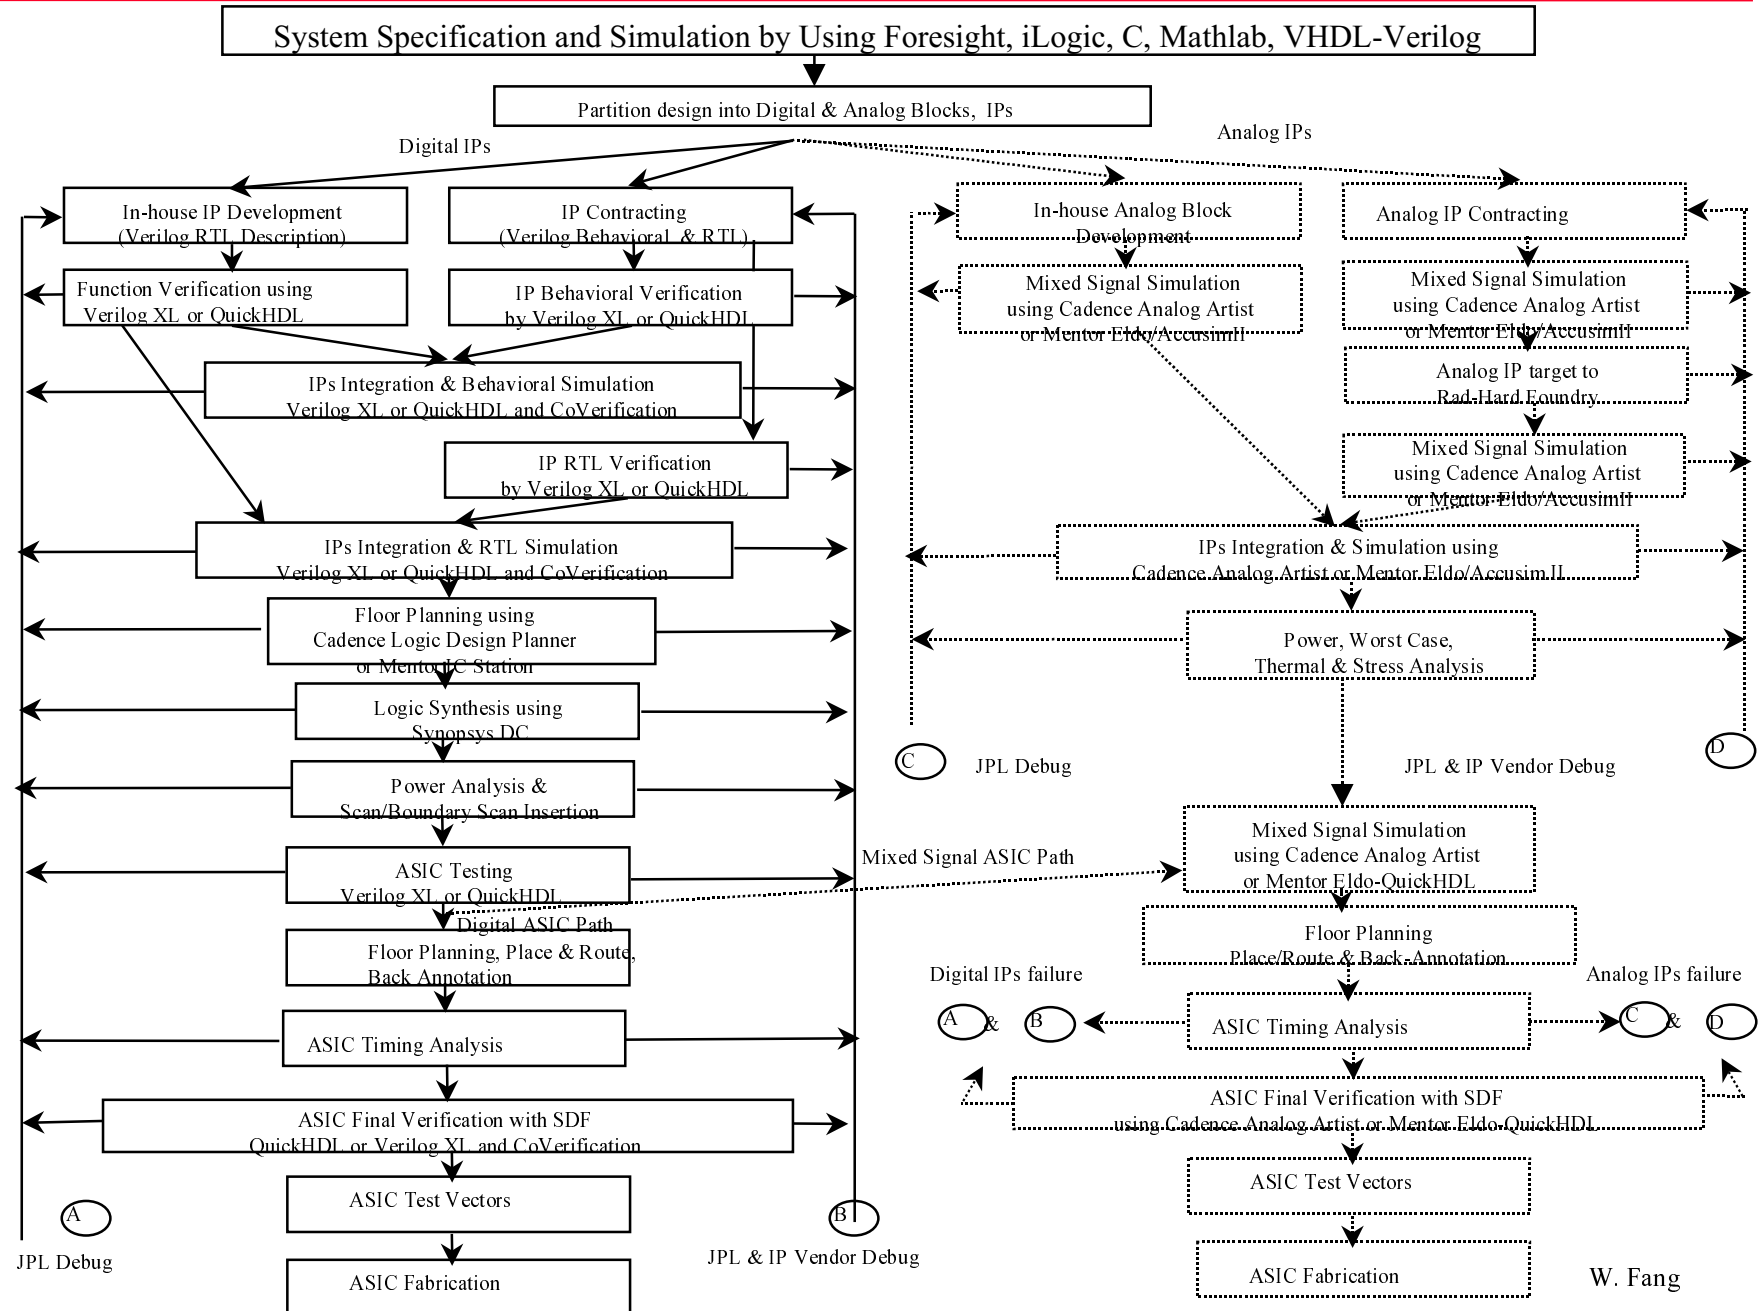 System Specification and Simulation by Using Foresight, iLogic, C, Mathlab, VHDL-Verilog
Partition design into Digital & Analog Blocks, IPs
Digital IPs
Analog IPs
In-house IP Development
(Verilog RTL Description)
IP Contracting
(Verilog Behavioral & RTL)
In-house Analog Block
Development
Analog IP Contracting
Function Verification using
Verilog XL or QuickHDL
IP Behavioral Verification
by Verilog XL or QuickHDL
Mixed Signal Simulation
using Cadence Analog Artist
or Mentor Eldo/AccusimII
Mixed Signal Simulation
using Cadence Analog Artist
or Mentor Eldo/AccusimII
IPs Integration & Behavioral Simulation
Verilog XL or QuickHDL and CoVerification
Analog IP target to
Rad-Hard Foundry
IP RTL Verification
by Verilog XL or QuickHDL
Mixed Signal Simulation
using Cadence Analog Artist
or Mentor Eldo/AccusimII
IPs Integration & RTL Simulation
Verilog XL or QuickHDL and CoVerification
IPs Integration & Simulation using
Cadence Analog Artist or Mentor Eldo/Accusim II
Floor Planning using
Cadence Logic Design Planner
or Mentor IC Station
Power, Worst Case,
Thermal & Stress Analysis
Logic Synthesis using
Synopsys DC
C
JPL Debug
JPL & IP Vendor Debug
D
Power Analysis &
Scan/Boundary Scan Insertion
Mixed Signal Simulation
using Cadence Analog Artist
or Mentor Eldo-QuickHDL
Mixed Signal ASIC Path
ASIC Testing
Verilog XL or QuickHDL
Digital ASIC Path
Floor Planning, Place & Route,
Back Annotation
Floor Planning
Place/Route & Back-Annotation
Digital IPs failure
Analog IPs failure
A & B
ASIC Timing Analysis
C & D
ASIC Timing Analysis
ASIC Final Verification with SDF
using Cadence Analog Artist or Mentor Eldo-QuickHDL
ASIC Final Verification with SDF
QuickHDL or Verilog XL and CoVerification
ASIC Test Vectors
ASIC Test Vectors
A
B
JPL Debug
JPL & IP Vendor Debug
ASIC Fabrication
ASIC Fabrication
W. Fang